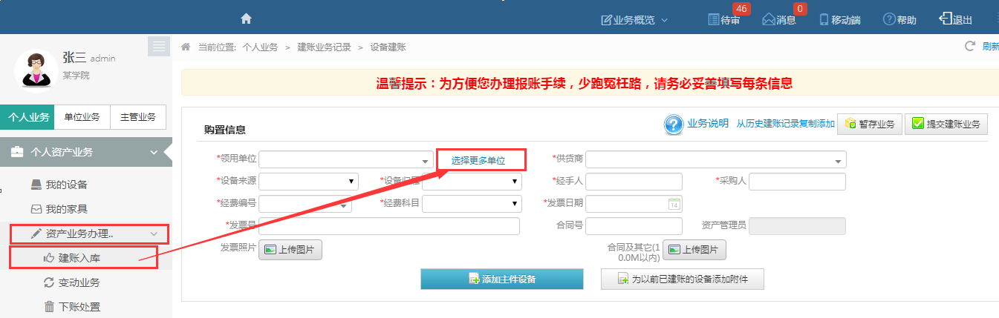 业务概览 待审 46 消息 0 移动端 帮助 退出
张三 admin
某学院
当前位置: 个人业务 > 建账业务记录 > 设备建账
刷新
温馨提示：为方便您办理报账手续，少跑冤枉路，请务必妥善填写每条信息
个人业务 单位业务 主管业务
个人资产业务
我的设备
我的家具
资产业务办理..
建账入库
变动业务
下账处置
购置信息
业务说明 从历史建账记录复制添加 暂存业务 提交建账业务
*领用单位 选择更多单位 *供货商
*设备来源 *设备归属 *经手人 *采购人
*经费编号 *经费科目 *发票日期 14
*发票号 合同号 资产管理员
发票照片 上传图片 合同及其它(1
0.0M以内) 上传图片
添加主件设备 为以前已建账的设备添加附件